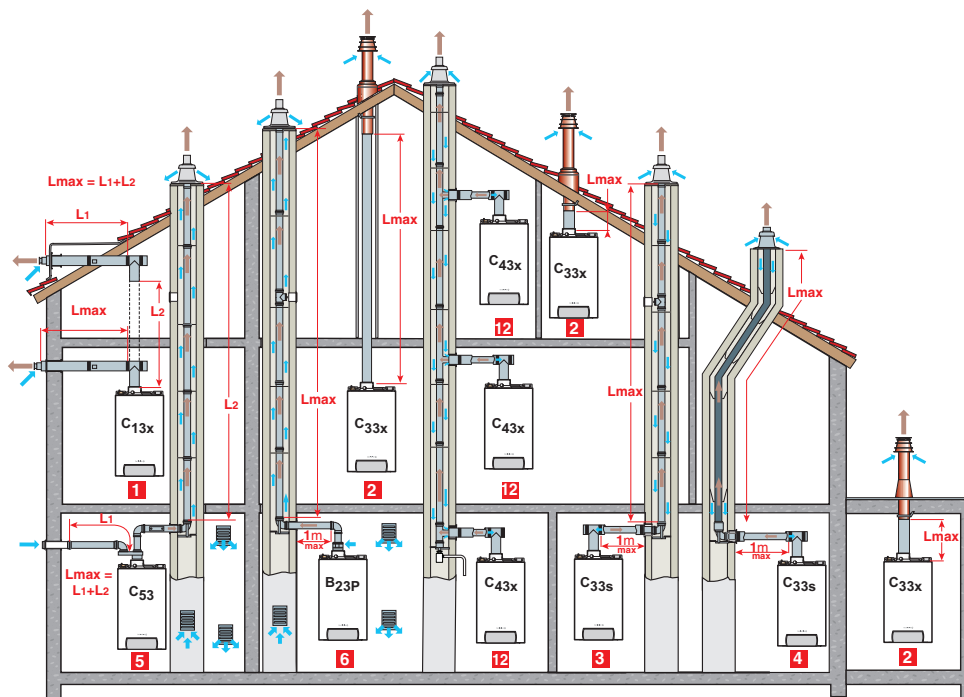 Lmax = L1+L2
L1
L2
Lmax
C13x
1
L2
Lmax
Lmax
C33x
2
C43x
12
Lmax
C33x
2
C43x
12
Lmax
Lmax
L1
Lmax =
L1+L2
C53
5
1m
max
B23P
6
C43x
12
1m
max
C33s
3
1m
max
C33s
4
Lmax
C33x
2